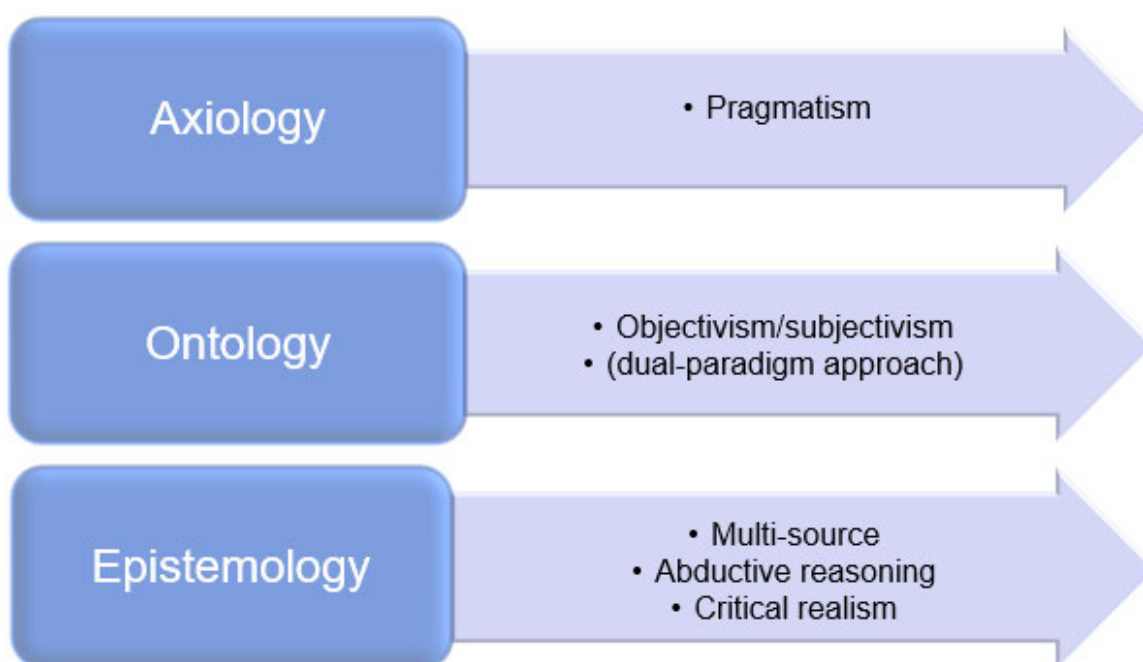 Axiology
• Pragmatism
Ontology
• Objectivism/subjectivism
• (dual-paradigm approach)
Epistemology
• Multi-source
• Abductive reasoning
• Critical realism